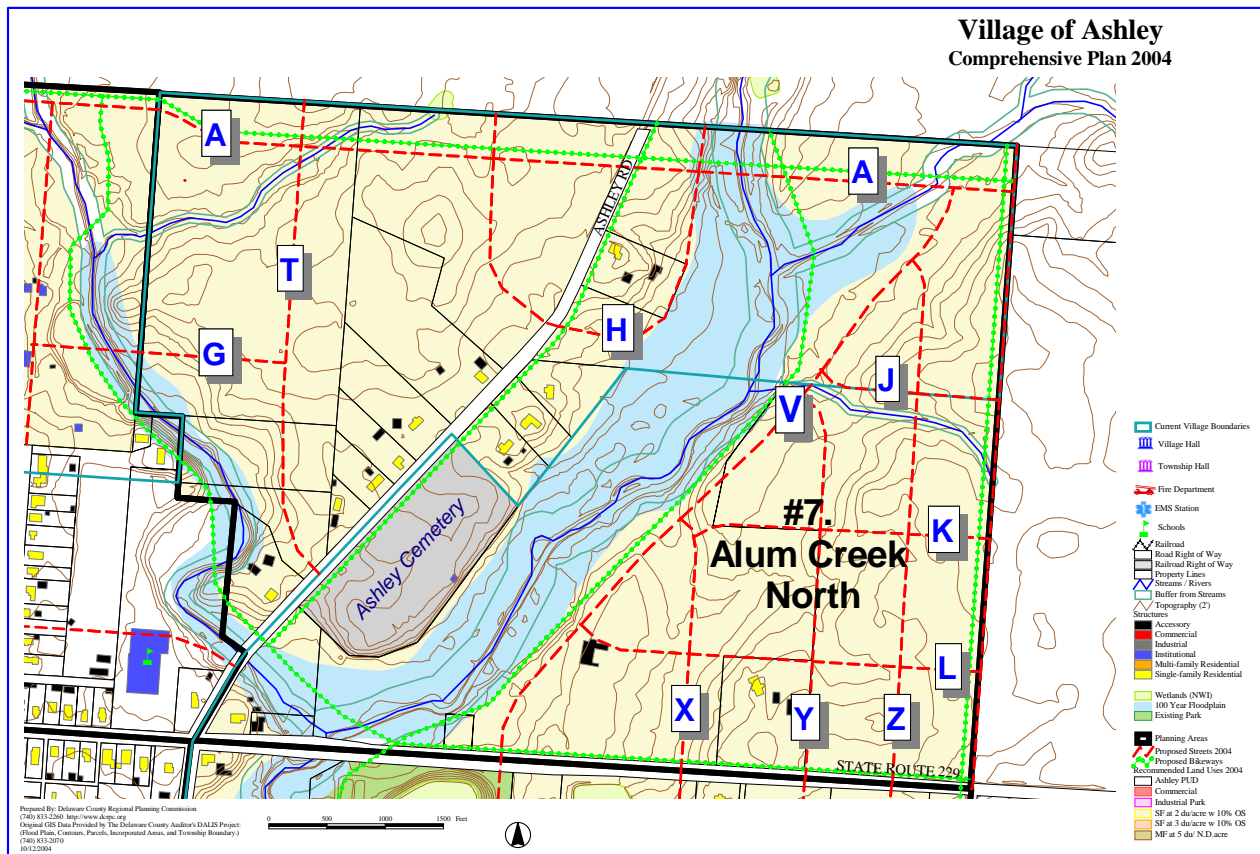 Village of Ashley
Comprehensive Plan 2004
A
A
ASHLEY RD
T
H
G
J
V
#7.
Alum Creek
North
K
Ashley Cemetery
L
X
Y
Z
STATE ROUTE 229
Current Village Boundaries
Village Hall
Township Hall
Fire Department
EMS Station
Schools
Railroad
Road Right of Way
Railroad Right of Way
Property Lines
Streams / Rivers
Buffer from Streams
Topography (2')
Structures
Accessory
Commercial
Industrial
Institutional
Multi-family Residential
Single-family Residential
Wetlands (NWI)
100 Year Floodplain
Existing Park
Planning Areas
Proposed Streets 2004
Proposed Bikeways
Recommended Land Uses 2004
Ashley PUD
Commercial
Industrial Park
SF at 2 du/acre w 10% OS
SF at 3 du/acre w 10% OS
MF at 5 du/ N.D.acre
Prepared By: Delaware County Regional Planning Commission
(740) 833-2260 http://www.dcrpc.org
Original GIS Data Provided by The Delaware County Auditor's DALIS Project:
(Flood Plain, Contours, Parcels, Incorporated Areas, and Township Boundary.)
(740) 833-2070
10/12/2004
0 500 1000 1500 Feet